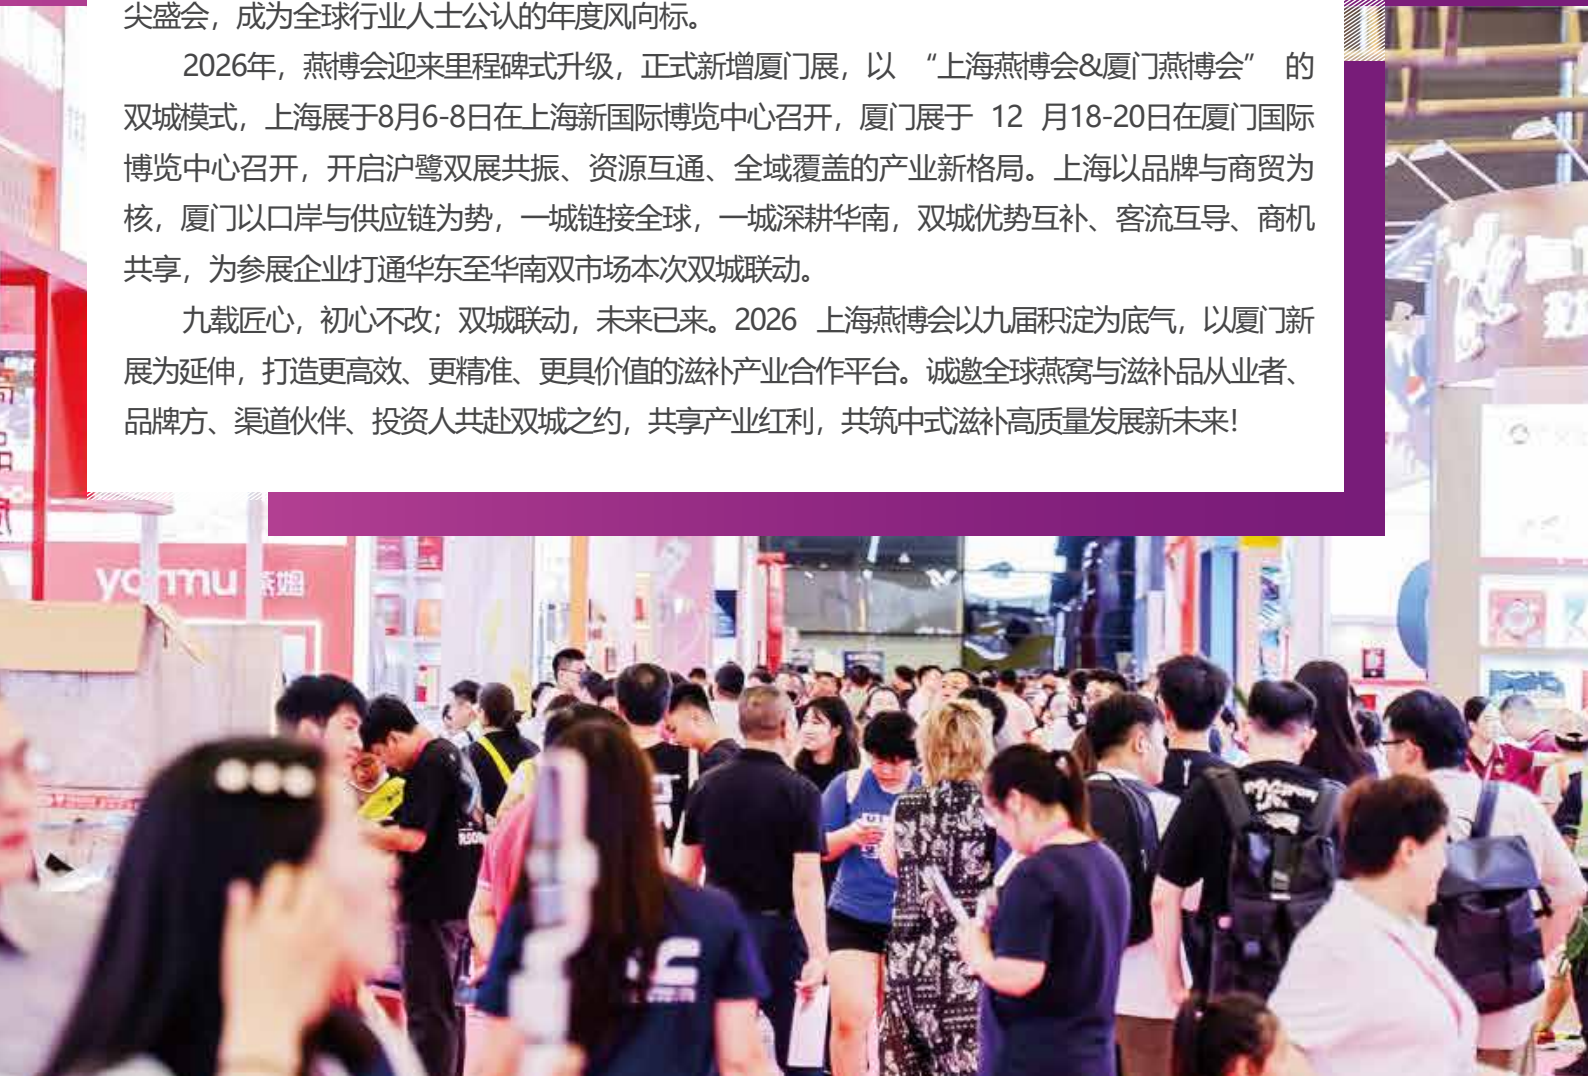 尖盛会，成为全球行业人士公认的年度风向标。
2026年，燕博会迎来里程碑式升级，正式新增厦门展，以 “上海燕博会&厦门燕博会” 的
双城模式，上海展于8月6-8日在上海新国际博览中心召开，厦门展于 12 月18-20日在厦门国际
博览中心召开，开启沪鹭双展共振、资源互通、全域覆盖的产业新格局。上海以品牌与商贸为
核，厦门以口岸与供应链为势，一城链接全球，一城深耕华南，双城优势互补、客流互导、商机
共享，为参展企业打通华东至华南双市场本次双城联动。
九载匠心，初心不改；双城联动，未来已来。2026 上海燕博会以九届积淀为底气，以厦门新
展为延伸，打造更高效、更精准、更具价值的滋补产业合作平台。诚邀全球燕窝与滋补品从业者、
品牌方、渠道伙伴、投资人共赴双城之约，共享产业红利，共筑中式滋补高质量发展新未来！
燕姆